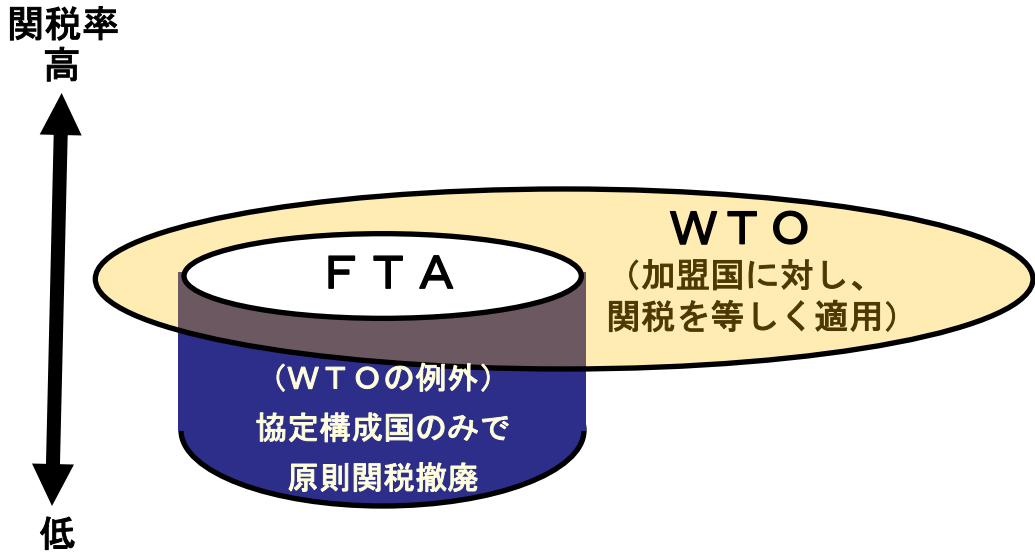 関税率
高
WTO
（加盟国に対し、
関税を等しく適用）
FTA
（WTOの例外）
協定構成国のみで
原則関税撤廃
低